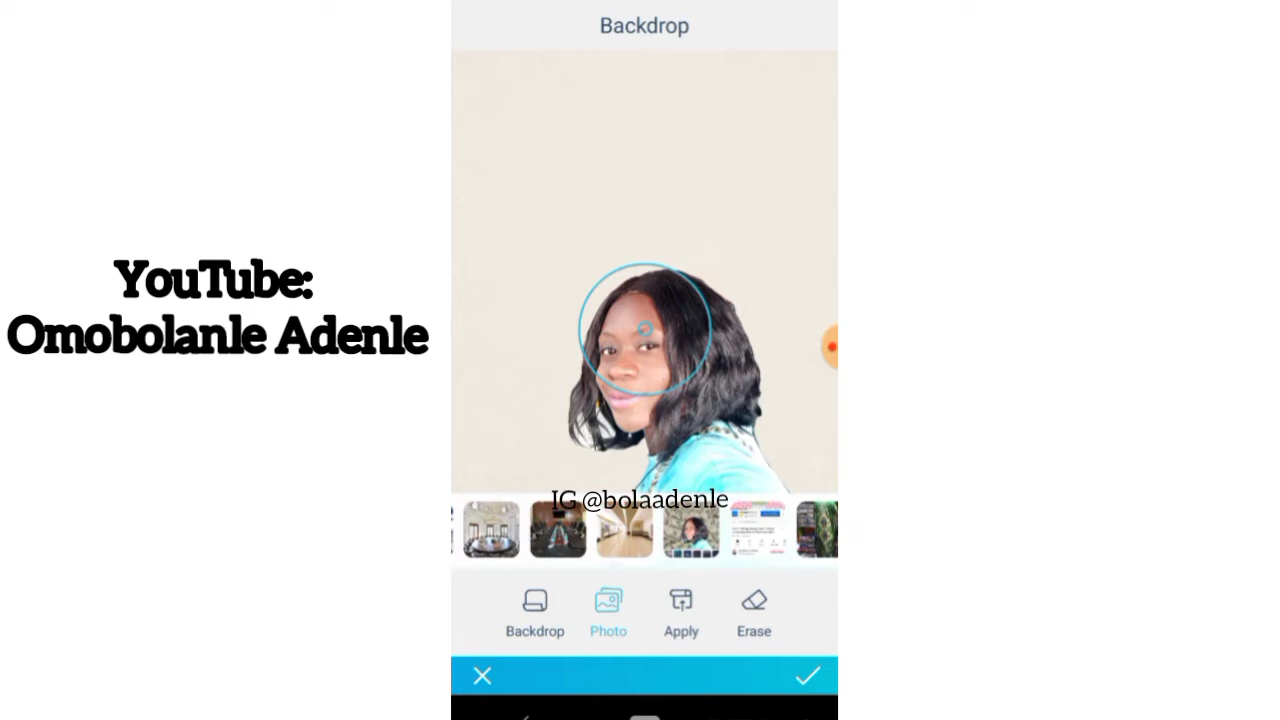 Backdrop
YouTube:
Omobolanle Adenle
IG @bolaadenle
Backdrop
Photo
Apply
Erase